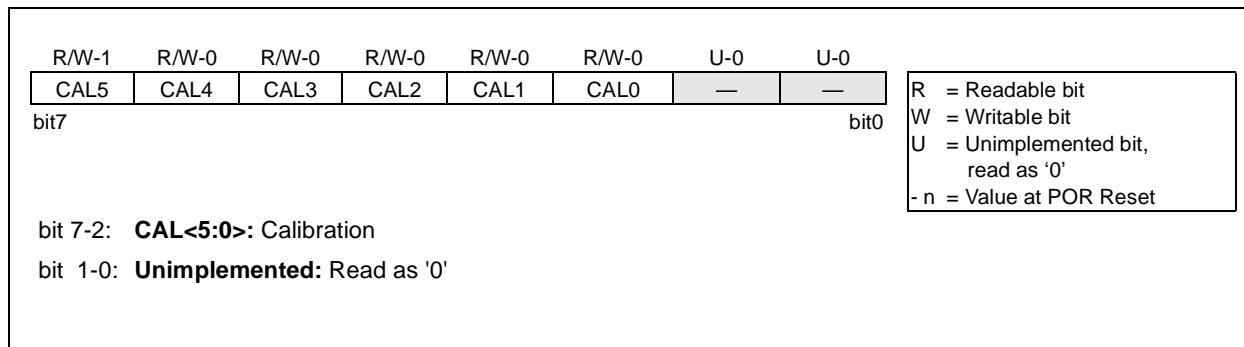 R/W-1 R/W-0 R/W-0 R/W-0 R/W-0 R/W-0 U-0 U-0
CAL5 CAL4 CAL3 CAL2 CAL1 CAL0 — —
bit7 bit0
R = Readable bit
W = Writable bit
U = Unimplemented bit,
read as ‘0’
- n = Value at POR Reset
bit 7-2: CAL<5:0>: Calibration
bit 1-0: Unimplemented: Read as '0'